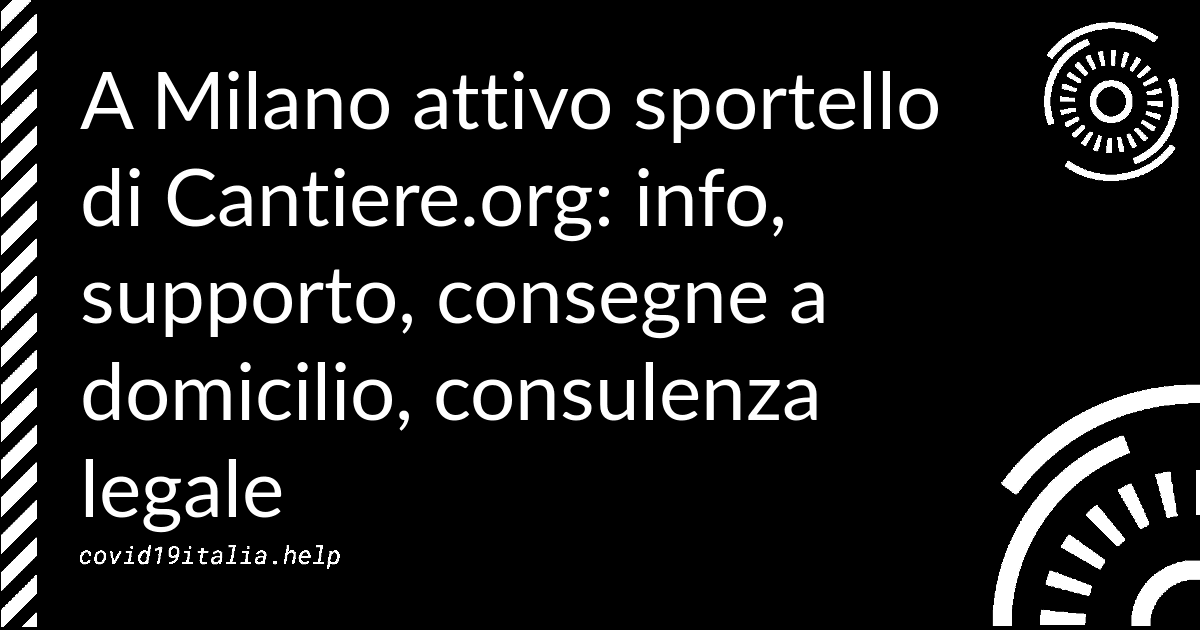 A Milano attivo sportello
di Cantiere.org: info,
supporto, consegne a
domicilio, consulenza
legale
covid19italia.help